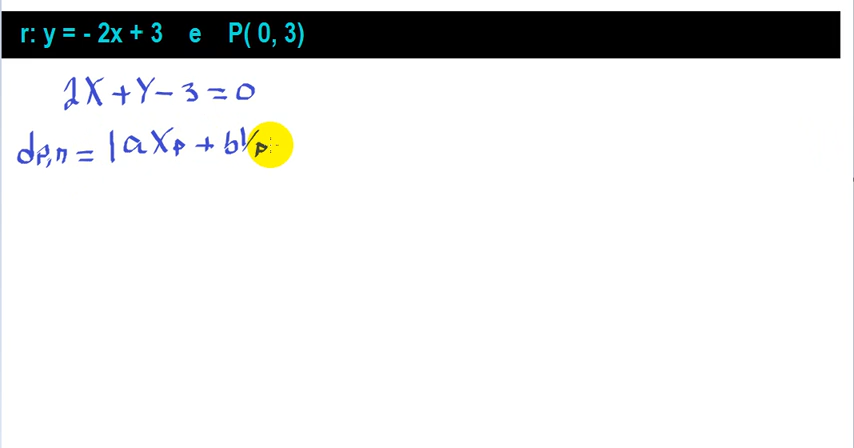 r: y = - 2x + 3 e P( 0, 3)
2X + Y - 3 = 0
dP,r = |aXP + bYP